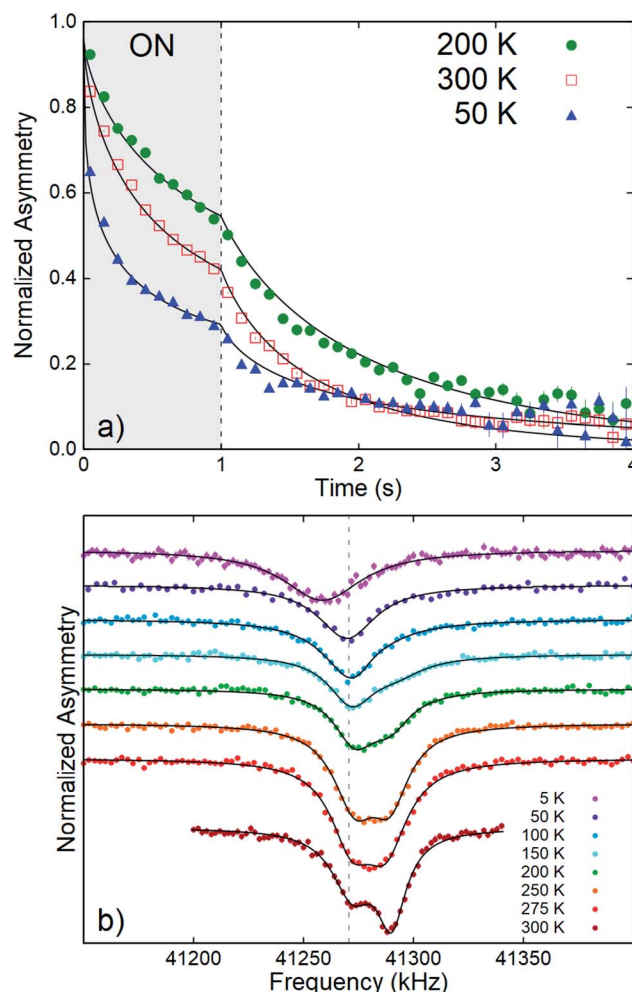 ON
200 K
300 K
50 K
Normalized Asymmetry
1.0
0.8
0.6
0.4
0.2
0.0
a)
0
1
2
3
4
Time (s)
Normalized Asymmetry
5 K
50 K
100 K
150 K
200 K
250 K
275 K
300 K
b)
41200
41250
41300
41350
Frequency (kHz)